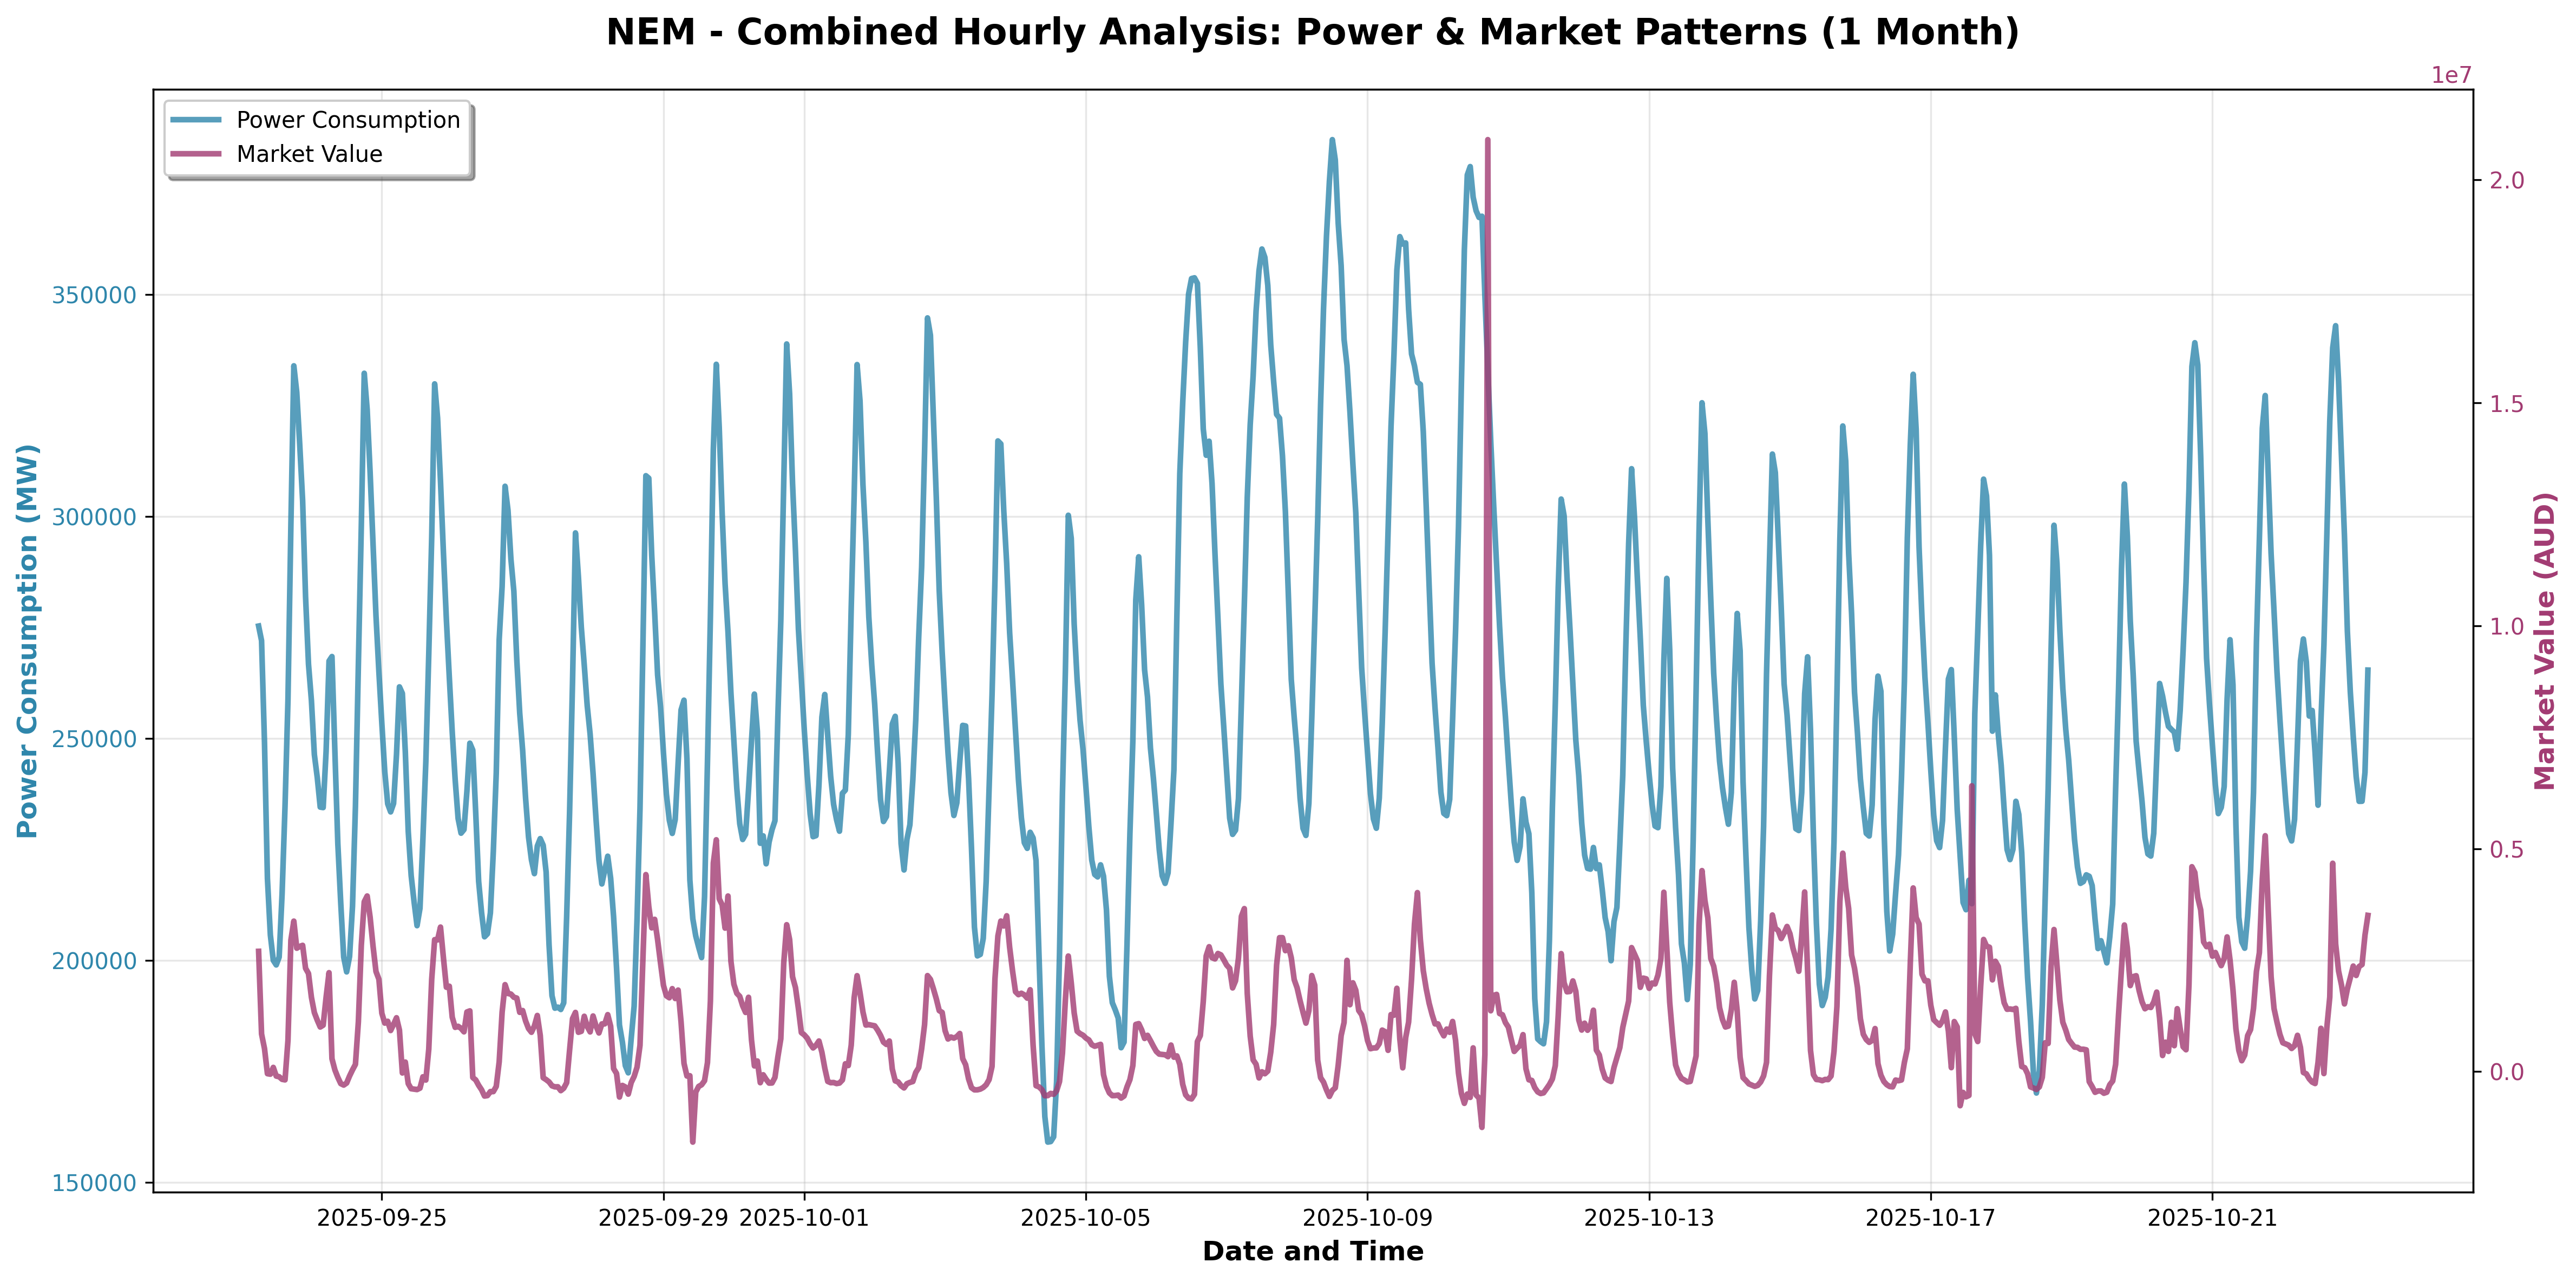 NEM - Combined Hourly Analysis: Power & Market Patterns (1 Month)
1e7
Power Consumption
Market Value
Power Consumption (MW)
350000
300000
250000
200000
150000
Market Value (AUD)
2.0
1.5
1.0
0.5
0.0
2025-09-25
2025-09-29
2025-10-01
2025-10-05
2025-10-09
2025-10-13
2025-10-17
2025-10-21
Date and Time